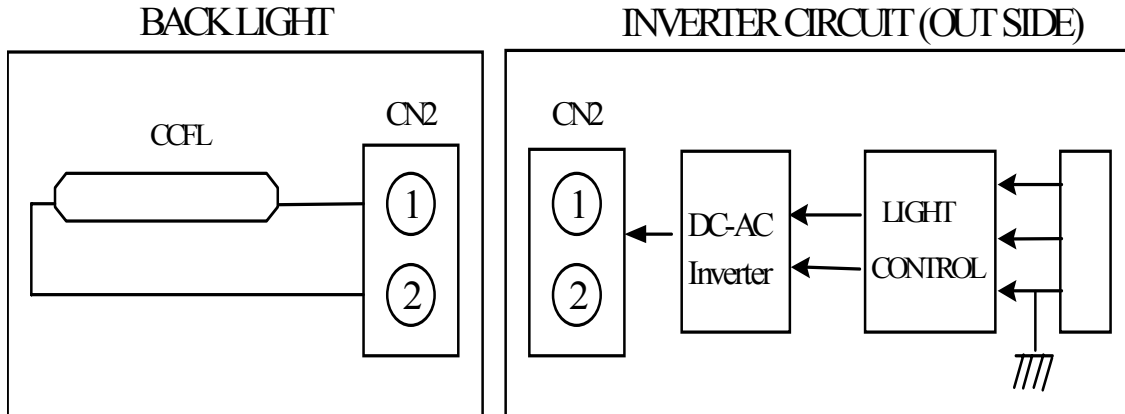 BACK LIGHT
CCFL
CN2
1
2
INVERTER CIRCUIT (OUT SIDE)
CN2
1
2
DC-AC
Inverter
LIGHT
CONTROL